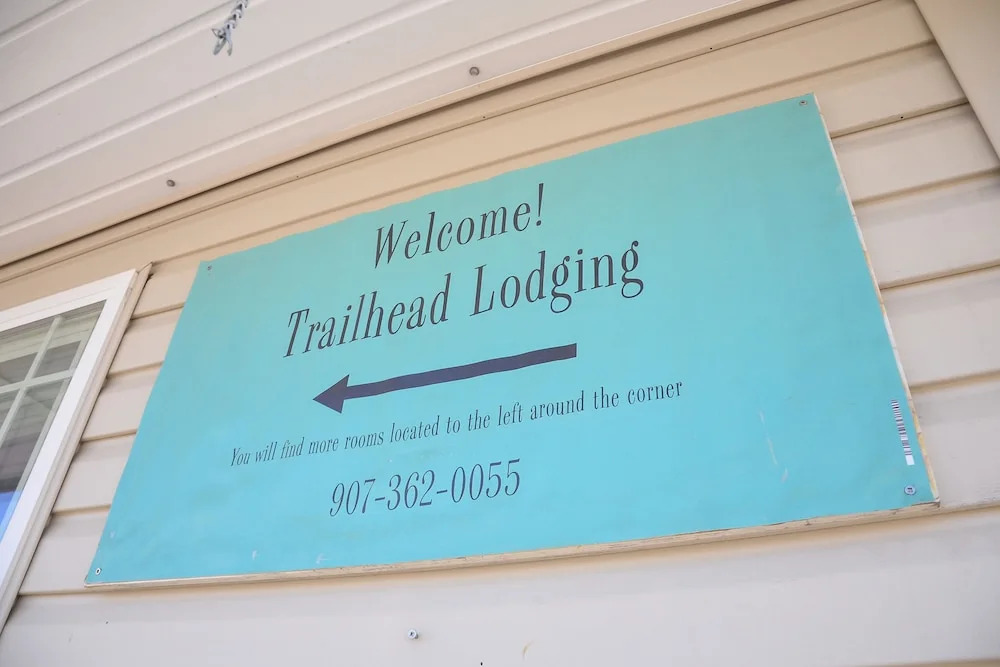 Welcome!
Trailhead Lodging
You will find more rooms located to the left around the corner
907-362-0055